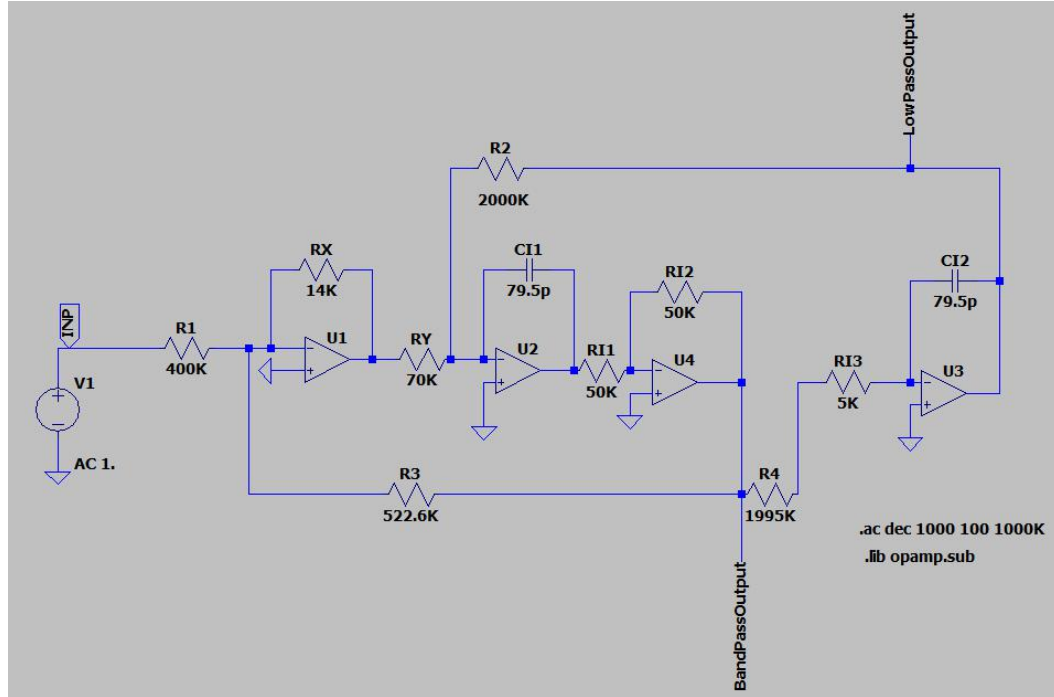 LowPassOutput
R2
2000K
RX
14K
CI1
79.5p
RI2
50K
CI2
79.5p
INP
R1
400K
U1
RY
70K
U2
RI1
50K
U4
RI3
5K
U3
V1
AC 1.
R3
522.6K
R4
1995K
.ac dec 1000 100 1000K
.lib opamp.sub
BandPassOutput